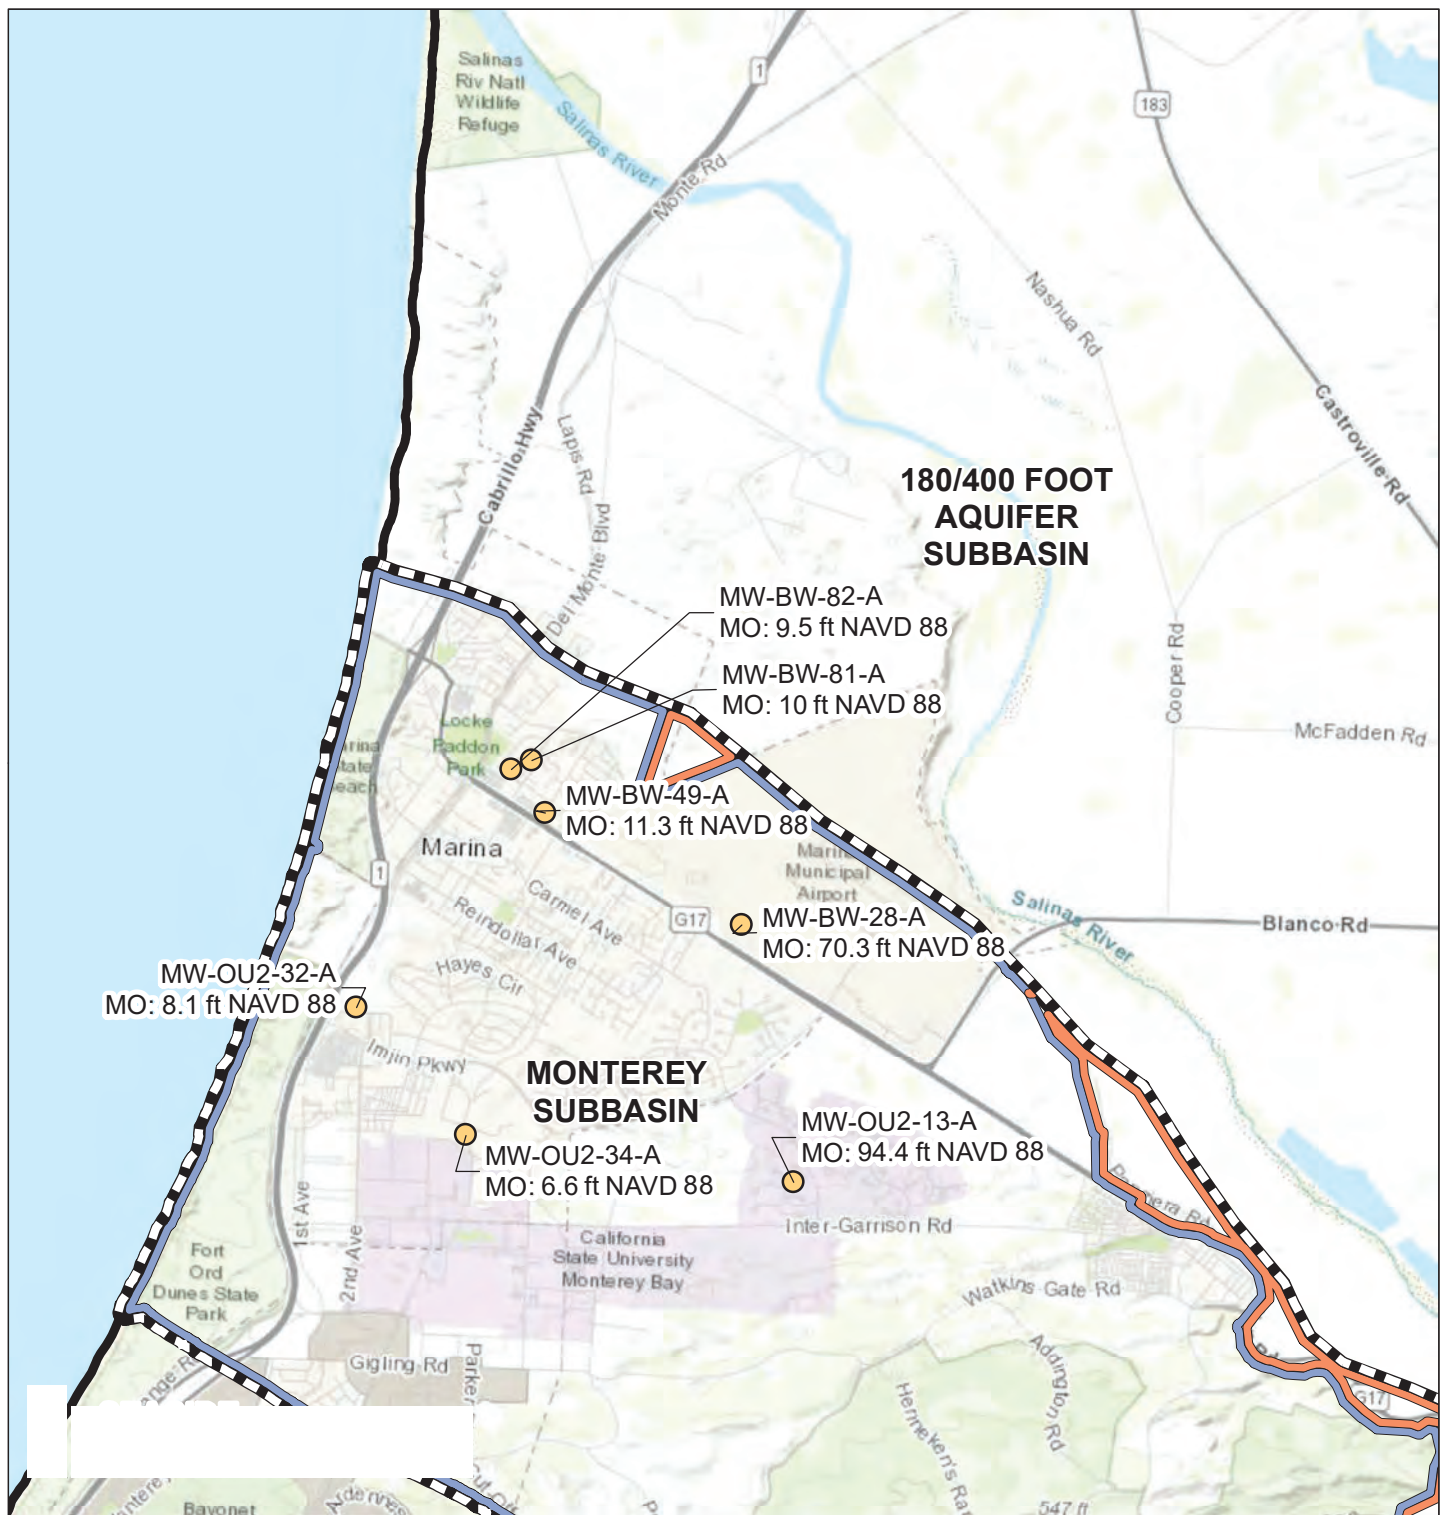 Salinas
Riv Natl
Wildlife
Refuge
Salinas River
1
183
Monte Rd
Nashua Rd
Castroville Rd
Cabrillo Hwy
Lapis Rd
Del Monte Blvd
180/400 FOOT
AQUIFER
SUBBASIN
MW-BW-82-A
MO: 9.5 ft NAVD 88
MW-BW-81-A
MO: 10 ft NAVD 88
Cooper Rd
McFadden Rd
Locke
Paddon
Park
MW-BW-49-A
MO: 11.3 ft NAVD 88
Marina
Municipal
Airport
Marina
1
Carmel Ave
Reindollar Ave
Hayes Cir
G17
MW-BW-28-A
MO: 70.3 ft NAVD 88
Salinas River
Blanco Rd
MW-OU2-32-A
MO: 8.1 ft NAVD 88
Imjin Pkwy
MONTEREY
SUBBASIN
MW-OU2-34-A
MO: 6.6 ft NAVD 88
MW-OU2-13-A
MO: 94.4 ft NAVD 88
Inter-Garrison Rd
California
State University
Monterey Bay
1st Ave
2nd Ave
Fort
Ord
Dunes State
Park
Watkins Gate Rd
Addington Rd
Gigling Rd
Parker
G17
547 ft
Bayonet